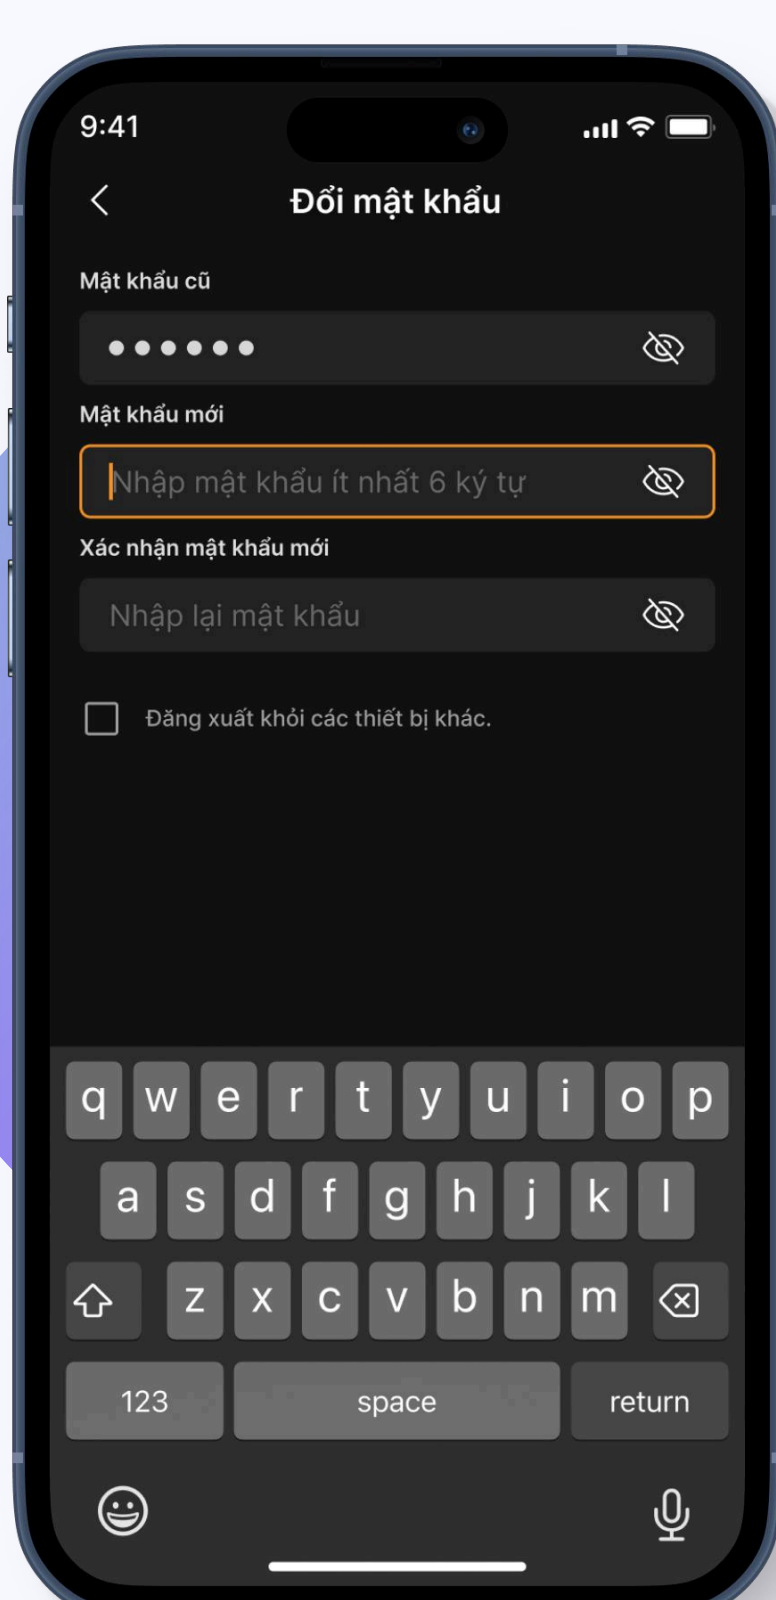 9:41
Đổi mật khẩu
Mật khẩu cũ
Mật khẩu mới
Nhập mật khẩu ít nhất 6 ký tự
Xác nhận mật khẩu mới
Nhập lại mật khẩu
Đăng xuất khỏi các thiết bị khác.
q w e r t y u i o p
a s d f g h j k l
z x c v b n m
123 space return